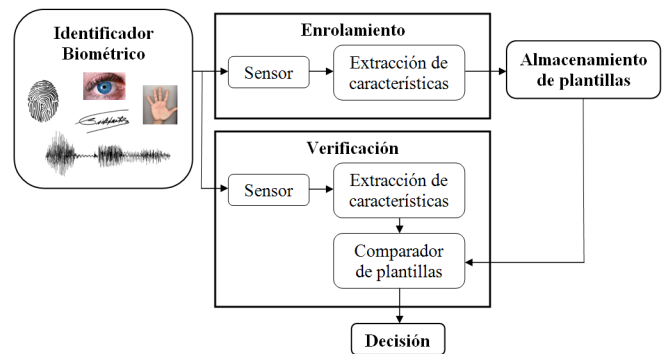 Identificador
Biométrico
Enrolamiento
Sensor
Extracción de
características
Almacenamiento
de plantillas
Verificación
Sensor
Extracción de
características
Comparador
de plantillas
Decisión